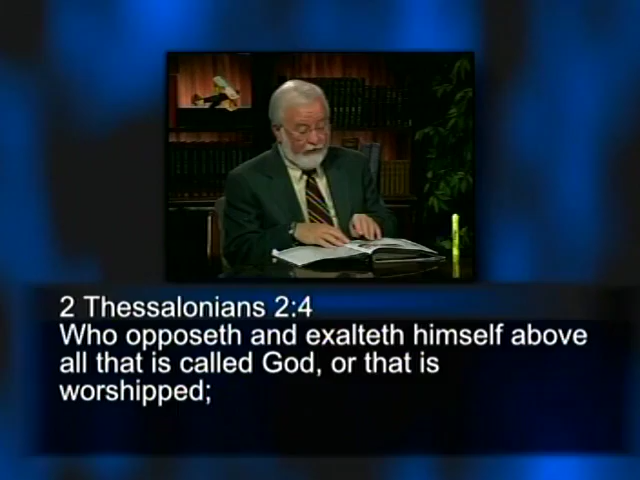 2 Thessalonians 2:4
Who opposeth and exalteth himself above
all that is called God, or that is
worshipped;